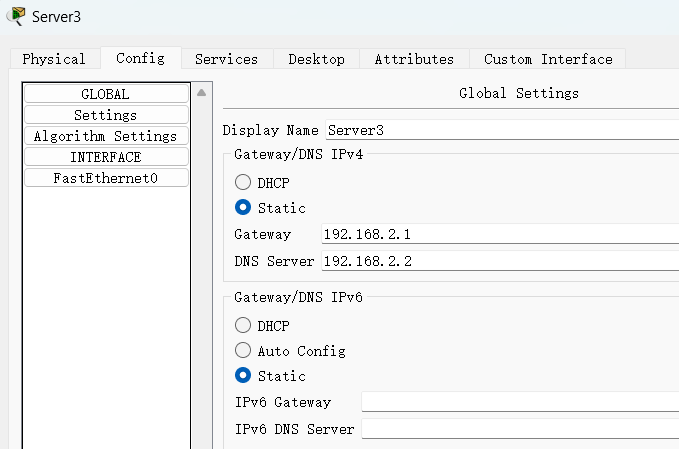 Server3
Physical Config Services Desktop Attributes Custom Interface
GLOBAL
Settings
Algorithm Settings
INTERFACE
FastEthernet0
Global Settings
Display Name Server3
Gateway/DNS IPv4
DHCP
Static
Gateway 192.168.2.1
DNS Server 192.168.2.2
Gateway/DNS IPv6
DHCP
Auto Config
Static
IPv6 Gateway
IPv6 DNS Server